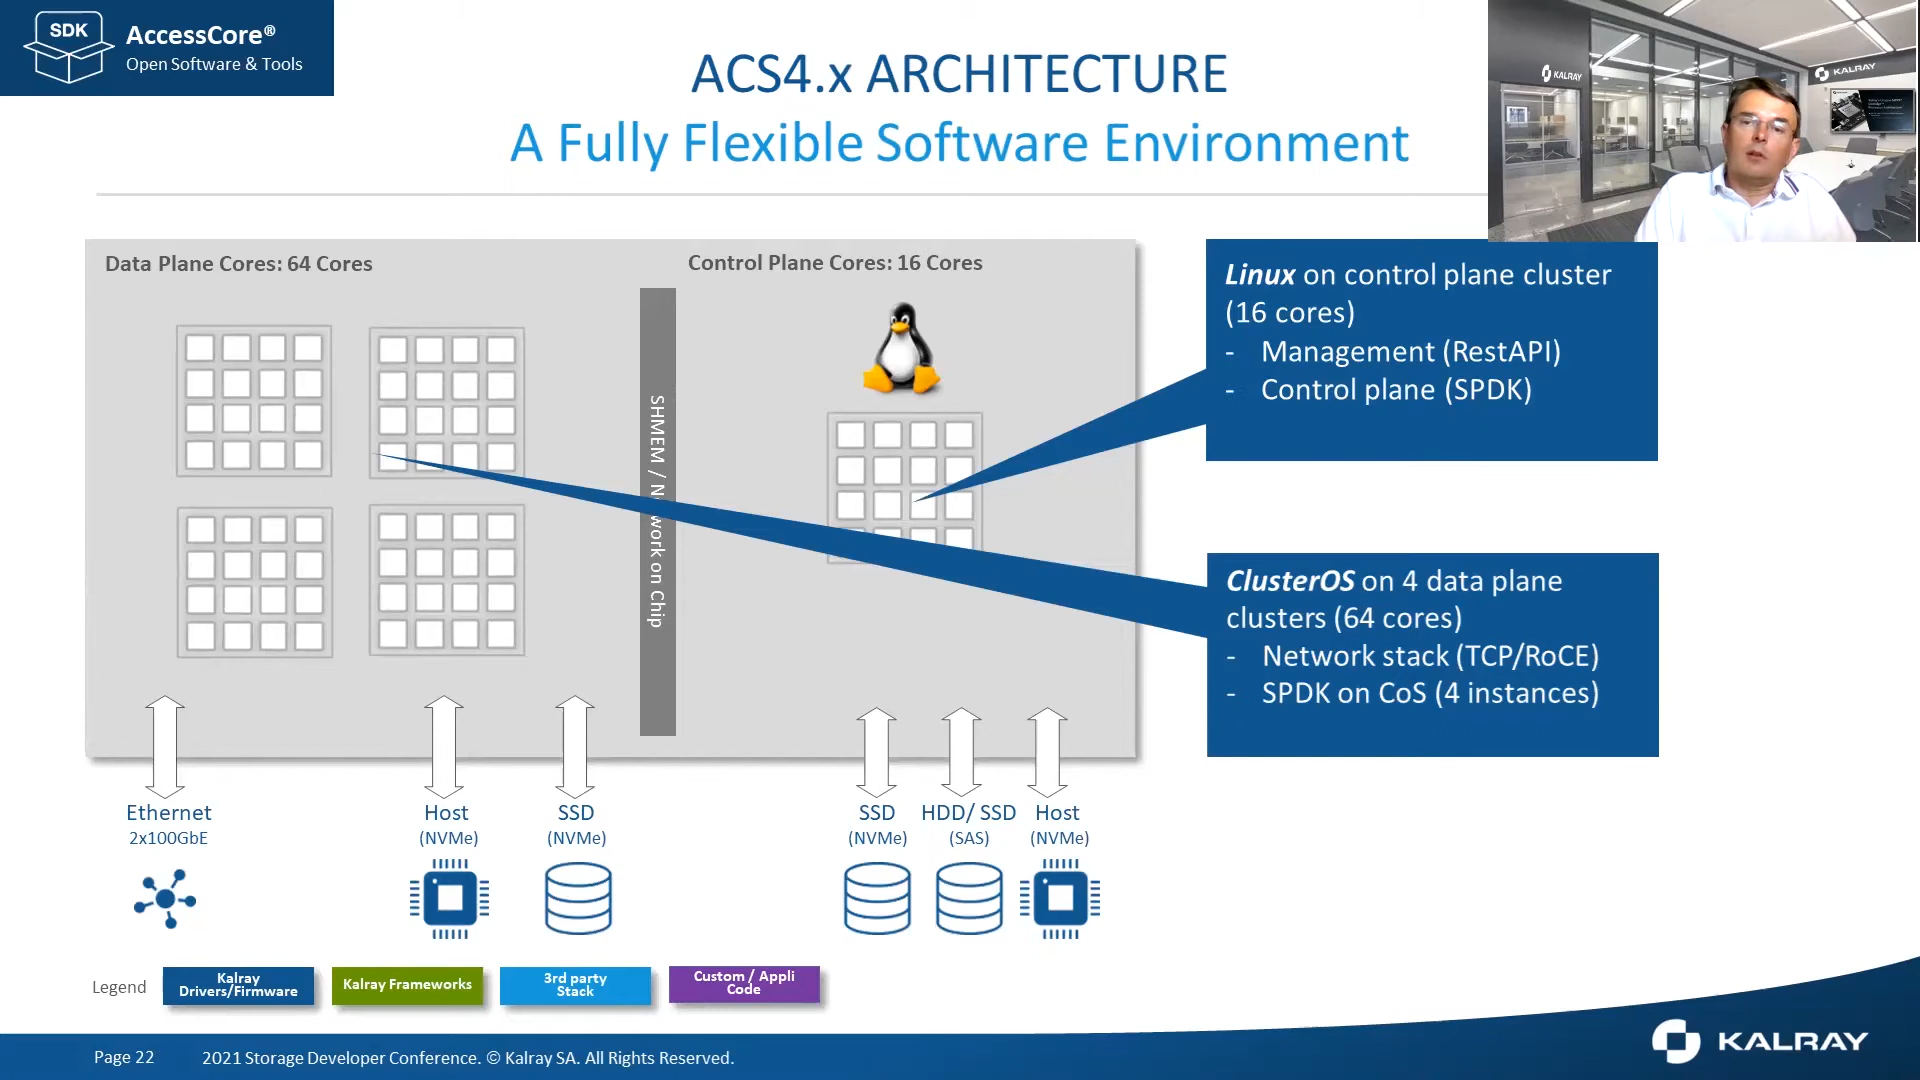 SDK
AccessCore®
Open Software & Tools
ACS4.x ARCHITECTURE
A Fully Flexible Software Environment
KALRAY
KALRAY
Data Plane Cores: 64 Cores
Control Plane Cores: 16 Cores
SHMEM / Network on Chip
Linux on control plane cluster
(16 cores)
- Management (RestAPI)
- Control plane (SPDK)
ClusterOS on 4 data plane
clusters (64 cores)
- Network stack (TCP/RoCE)
- SPDK on CoS (4 instances)
Ethernet
2x100GbE
Host
(NVMe)
SSD
(NVMe)
SSD
(NVMe)
HDD/ SSD
(SAS)
Host
(NVMe)
Legend
Kalray
Drivers/Firmware
Kalray Frameworks
3rd party
Stack
Custom / Appli
Code
Page 22
2021 Storage Developer Conference. © Kalray SA. All Rights Reserved.
KALRAY